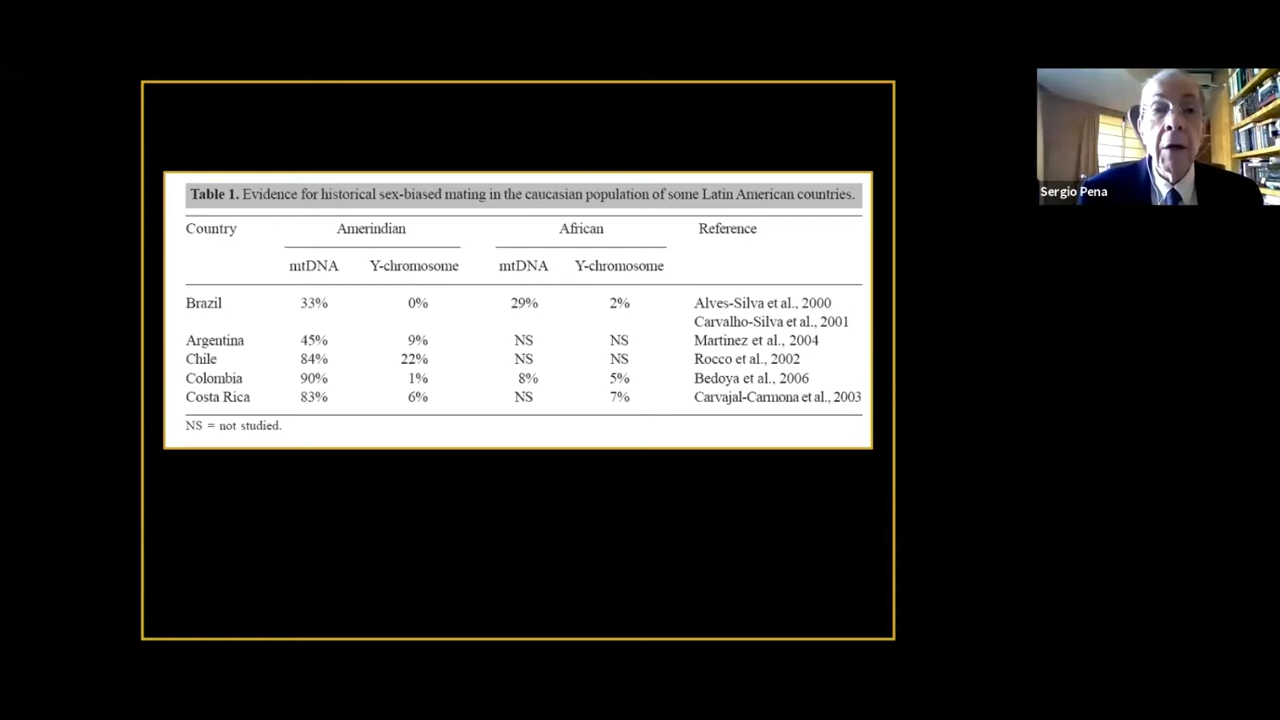 Table 1. Evidence for historical sex-biased mating in the caucasian population of some Latin American countries.
Country Amerindian African Reference
mtDNA Y-chromosome mtDNA Y-chromosome
Brazil 33% 0% 29% 2% Alves-Silva et al., 2000
Carvalho-Silva et al., 2001
Argentina 45% 9% NS NS Martinez et al., 2004
Chile 84% 22% NS NS Rocco et al., 2002
Colombia 90% 1% 8% 5% Bedoya et al., 2006
Costa Rica 83% 6% NS 7% Carvajal-Carmona et al., 2003
NS = not studied.
Sergio Pena